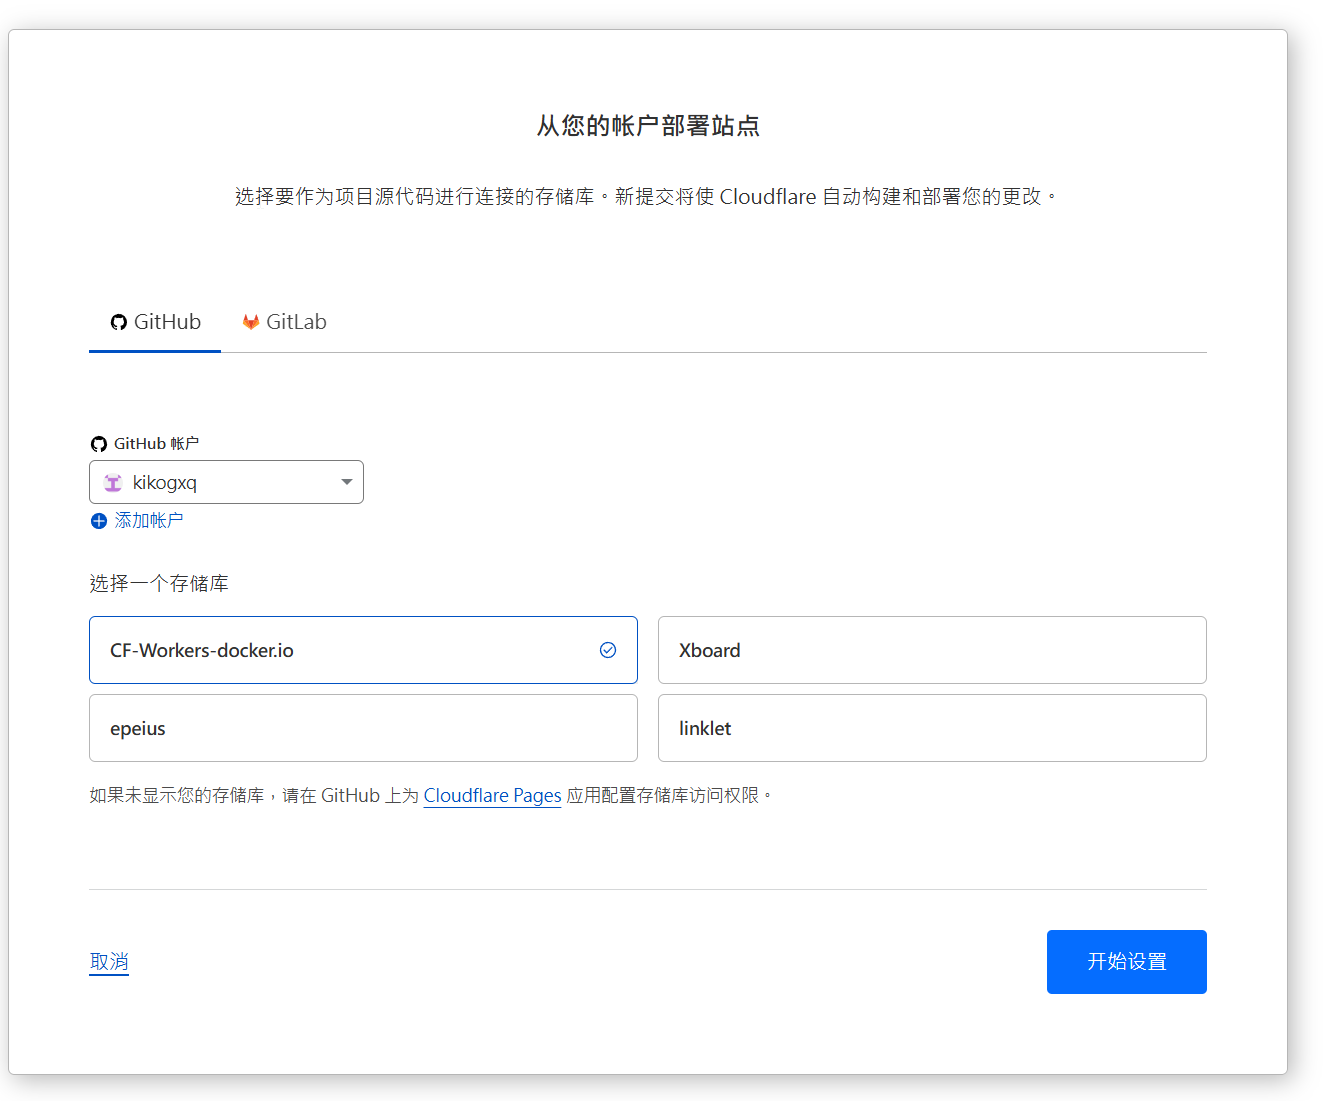 从您的帐户部署站点
选择要作为项目源代码进行连接的存储库。新提交将使 Cloudflare 自动构建和部署您的更改。
GitHub GitLab
GitHub 帐户
kikogxq
添加帐户
选择一个存储库
CF-Workers-docker.io Xboard
epeius linklet
如果未显示您的存储库，请在 GitHub 上为 Cloudflare Pages 应用配置存储库访问权限。
取消 开始设置